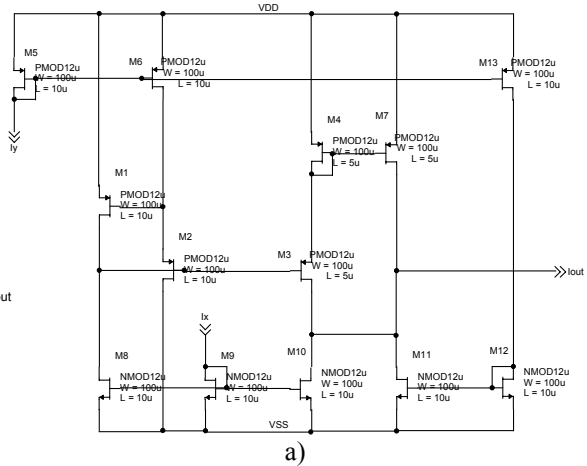 VDD
M5
PMOD12u
W = 100u
L = 10u
M6
PMOD12u
W = 100u
L = 10u
M13
PMOD12u
W = 100u
L = 10u
Iy
M4
PMOD12u
W = 100u
L = 5u
M7
PMOD12u
W = 100u
L = 5u
M1
PMOD12u
W = 100u
L = 10u
M2
PMOD12u
W = 100u
L = 10u
M3
PMOD12u
W = 100u
L = 5u
Iout
out
Ix
M8
NMOD12u
W = 100u
L = 10u
M9
NMOD12u
W = 100u
L = 10u
M10
NMOD12u
W = 100u
L = 10u
M11
NMOD12u
W = 100u
L = 10u
M12
NMOD12u
W = 100u
L = 10u
VSS
a)